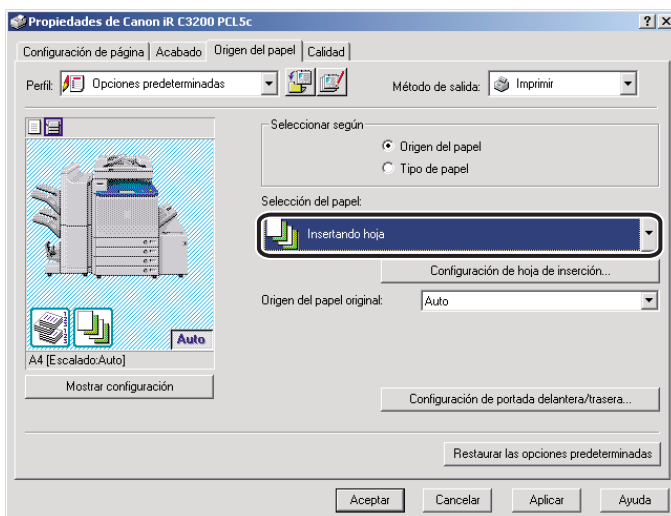 Propiedades de Canon iR C3200 PCL5c
Configuración de página Acabado Origen del papel Calidad
Perfil: Opciones predeterminadas Método de salida: Imprimir
Seleccionar según
Origen del papel
Tipo de papel
Selección del papel:
Insertando hoja
Configuración de hoja de inserción...
Origen del papel original: Auto
Auto
A4 [Escalado:Auto]
Mostrar configuración
Configuración de portada delantera/trasera...
Restaurar las opciones predeterminadas
Aceptar Cancelar Aplicar Ayuda